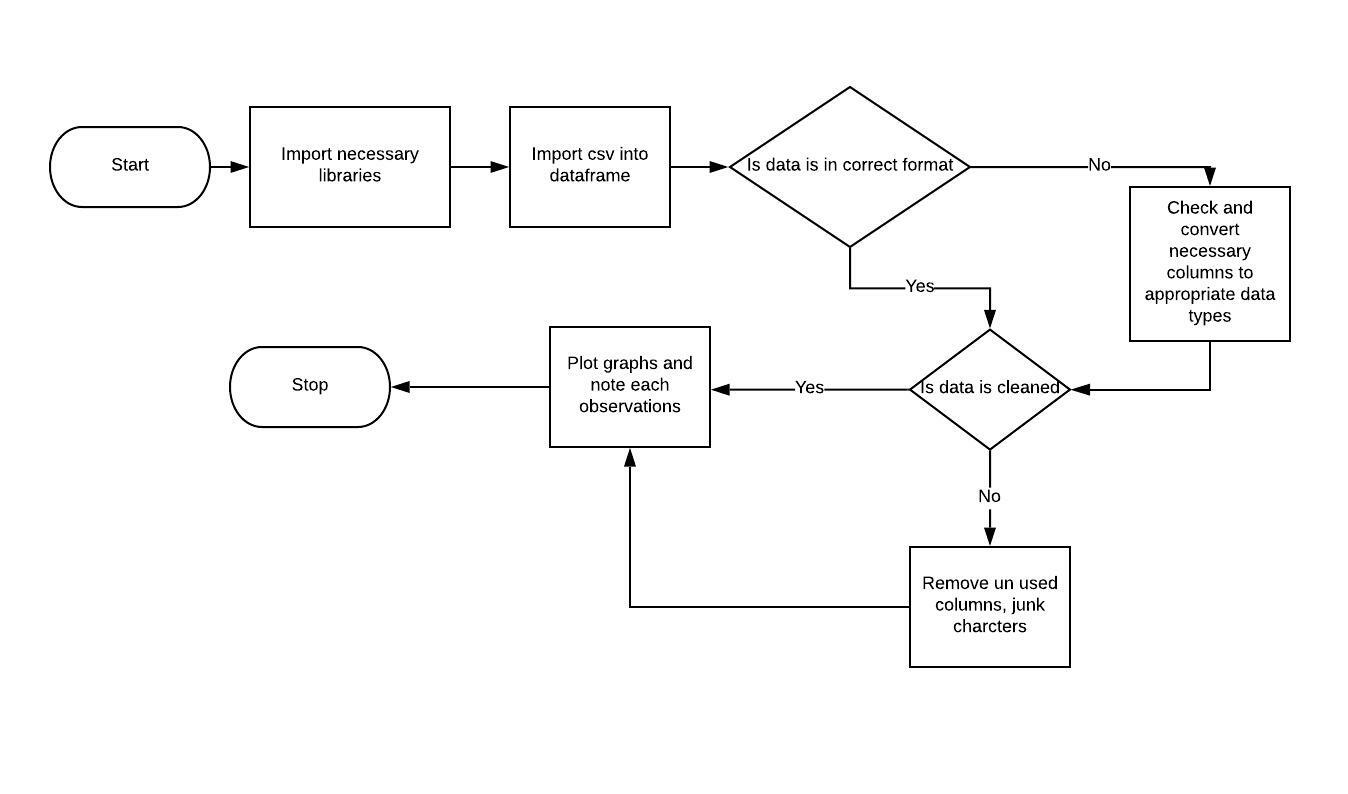 Start
Import necessary
libraries
Import csv into
dataframe
Is data is in correct format
No
Check and
convert
necessary
columns to
appropriate data
types
Yes
Is data is cleaned
Yes
Plot graphs and
note each
observations
Stop
No
Remove un used
columns, junk
charcters